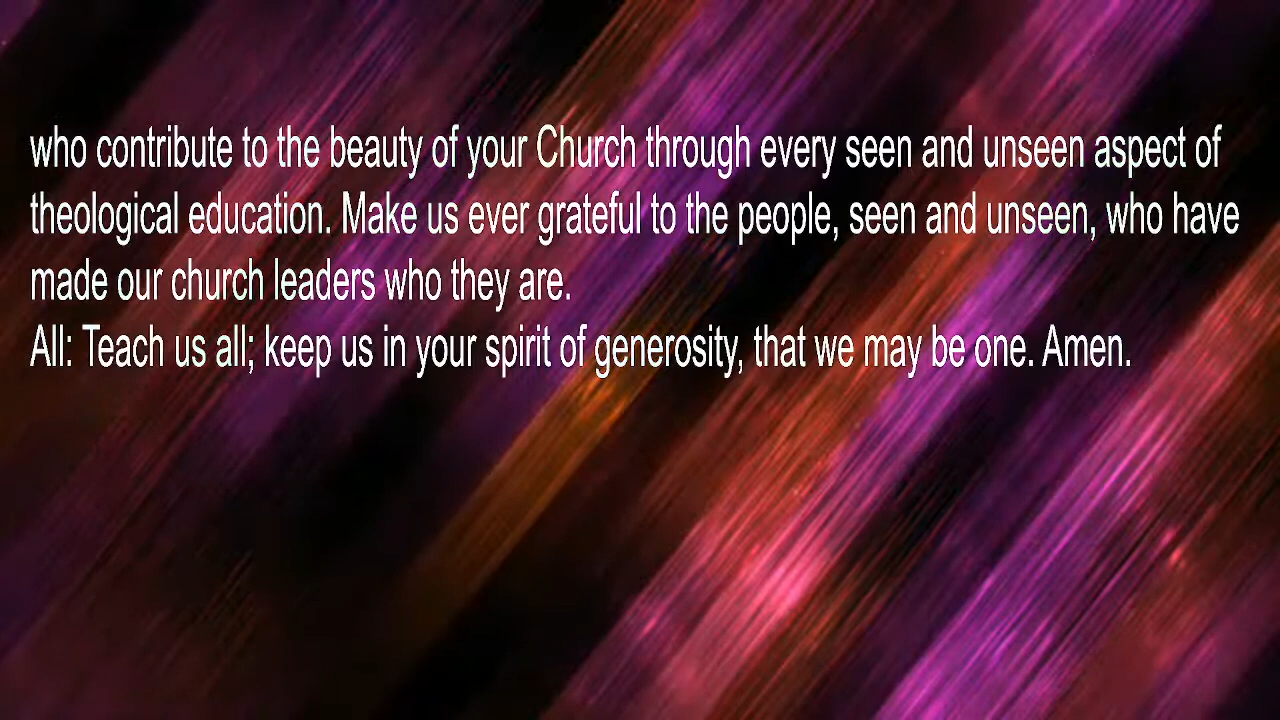 who contribute to the beauty of your Church through every seen and unseen aspect of
theological education. Make us ever grateful to the people, seen and unseen, who have
made our church leaders who they are.
All: Teach us all; keep us in your spirit of generosity, that we may be one. Amen.